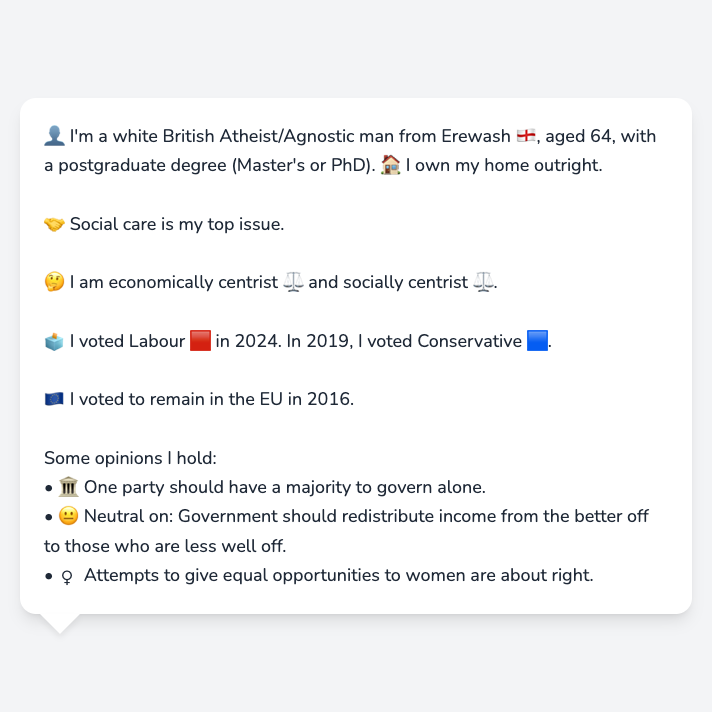 👤 I'm a white British Atheist/Agnostic man from Erewash 🏴󠁧󠁢󠁥󠁮󠁧󠁿, aged 64, with
a postgraduate degree (Master's or PhD). 🏠 I own my home outright.
🤝 Social care is my top issue.
🤔 I am economically centrist ⚖️ and socially centrist ⚖️.
🗳️ I voted Labour 🟥 in 2024. In 2019, I voted Conservative 🟦.
🇪🇺 I voted to remain in the EU in 2016.
Some opinions I hold:
• 🏛️ One party should have a majority to govern alone.
• 😐 Neutral on: Government should redistribute income from the better off
to those who are less well off.
• ♀ Attempts to give equal opportunities to women are about right.